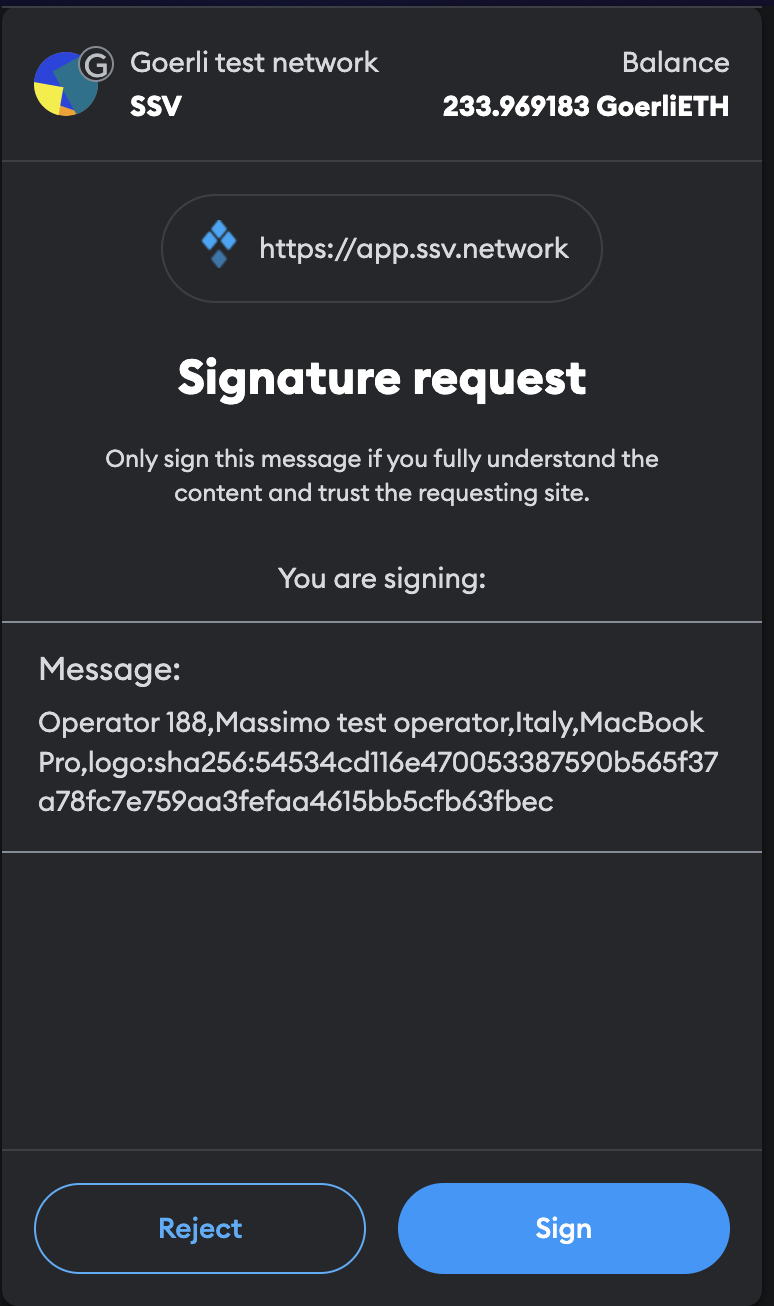 G
Goerli test network
Balance
SSV
233.969183 GoerliETH
https://app.ssv.network
Signature request
Only sign this message if you fully understand the
content and trust the requesting site.
You are signing:
Message:
Operator 188,Massimo test operator,Italy,MacBook
Pro,logo:sha256:54534cd116e470053387590b565f37
a78fc7e759aa3fefaa4615bb5cfb63fbec
Reject
Sign